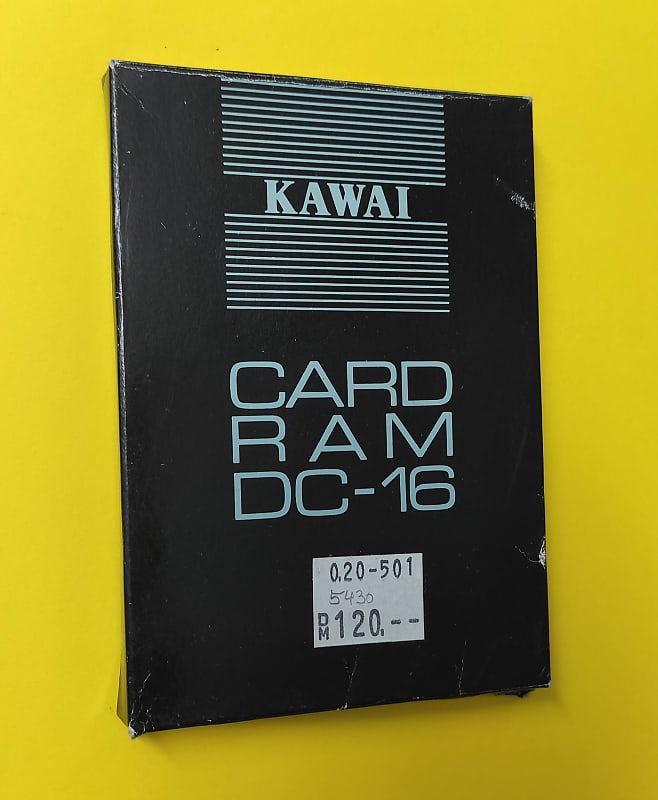 KAWAI
CARD
RAM
DC-16
0.20-501
5430
DM 120.--